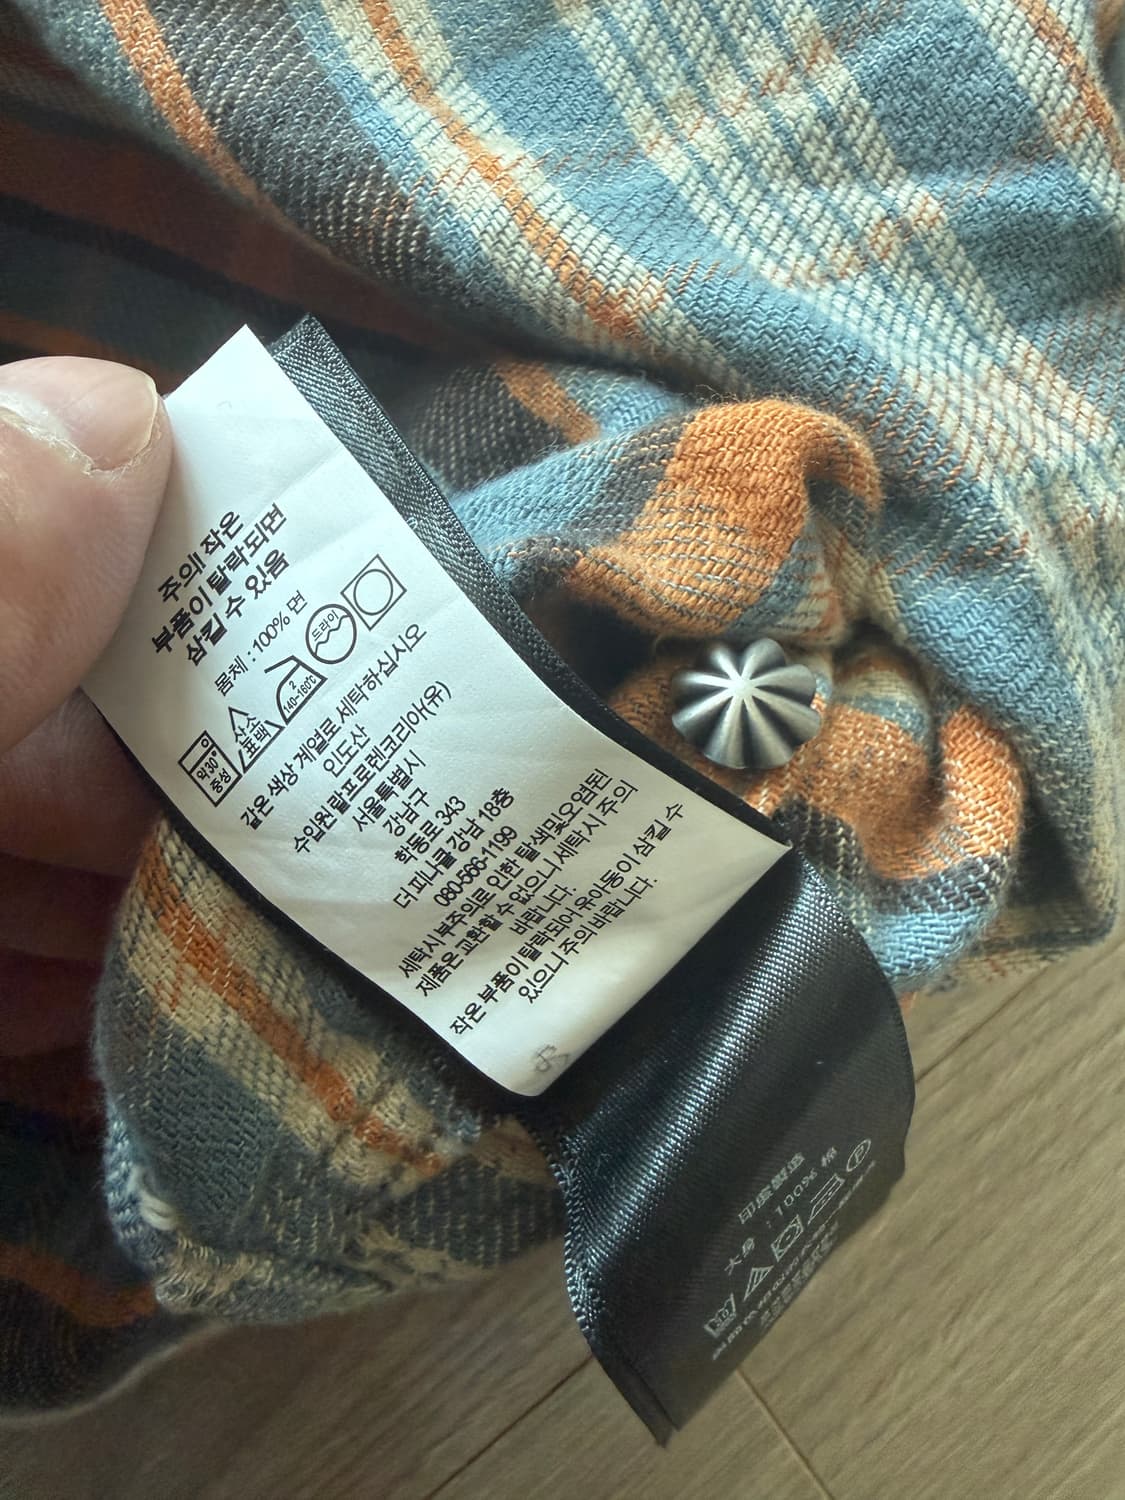 주의! 작은
부품이 탈락되면
삼킬 수 있음
몸체 : 100% 면
약30°
중성
산소
표백
2
140~160℃
드라이
같은 색상 계열로 세탁하십시오
인도산
수입원 랄프로렌코리아(유)
서울특별시
강남구
학동로 343
더 피나클 강남 18층
080-566-1199
세탁시 부주의로 인한 탈색및오염된
제품은 교환할 수 없으니 세탁시 주의
바랍니다.
작은 부품이 탈락되어 유아동이 삼킬 수
있으니 주의 바랍니다.
印度製造
大身 : 100% 棉
30
P